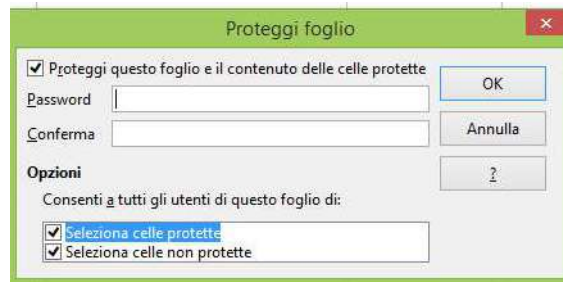 Proteggi foglio
Proteggi questo foglio e il contenuto delle celle protette
OK
Password
Conferma
Annulla
Opzioni
?
Consenti a tutti gli utenti di questo foglio di:
Seleziona celle protette
Seleziona celle non protette